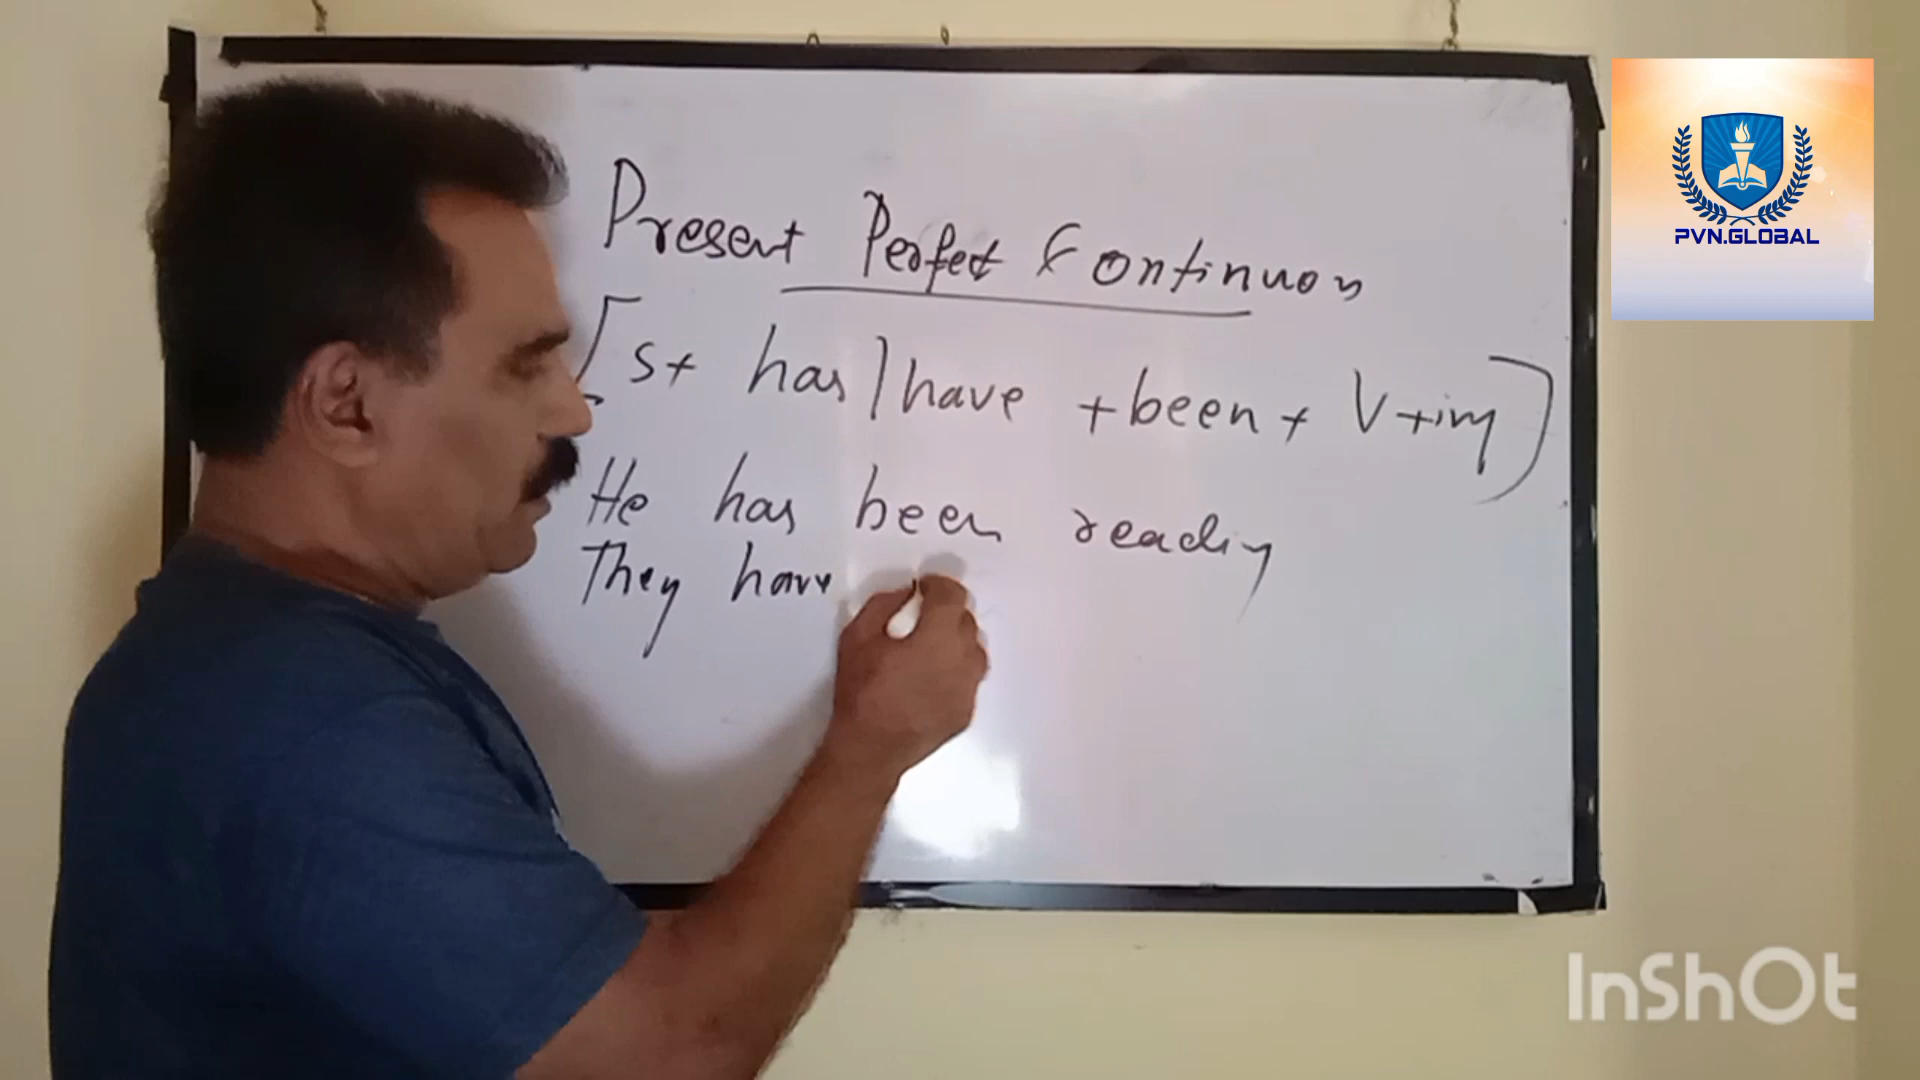 Present Perfect Continuous
[S+ has/have +been+ V+ing]
He has been reading
They have
PVN.GLOBAL
InShOt